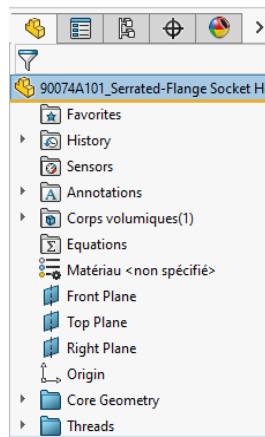 90074A101_Serrated-Flange Socket H
Favorites
History
Sensors
Annotations
Corps volumiques(1)
Equations
Matériau <non spécifié>
Front Plane
Top Plane
Right Plane
Origin
Core Geometry
Threads